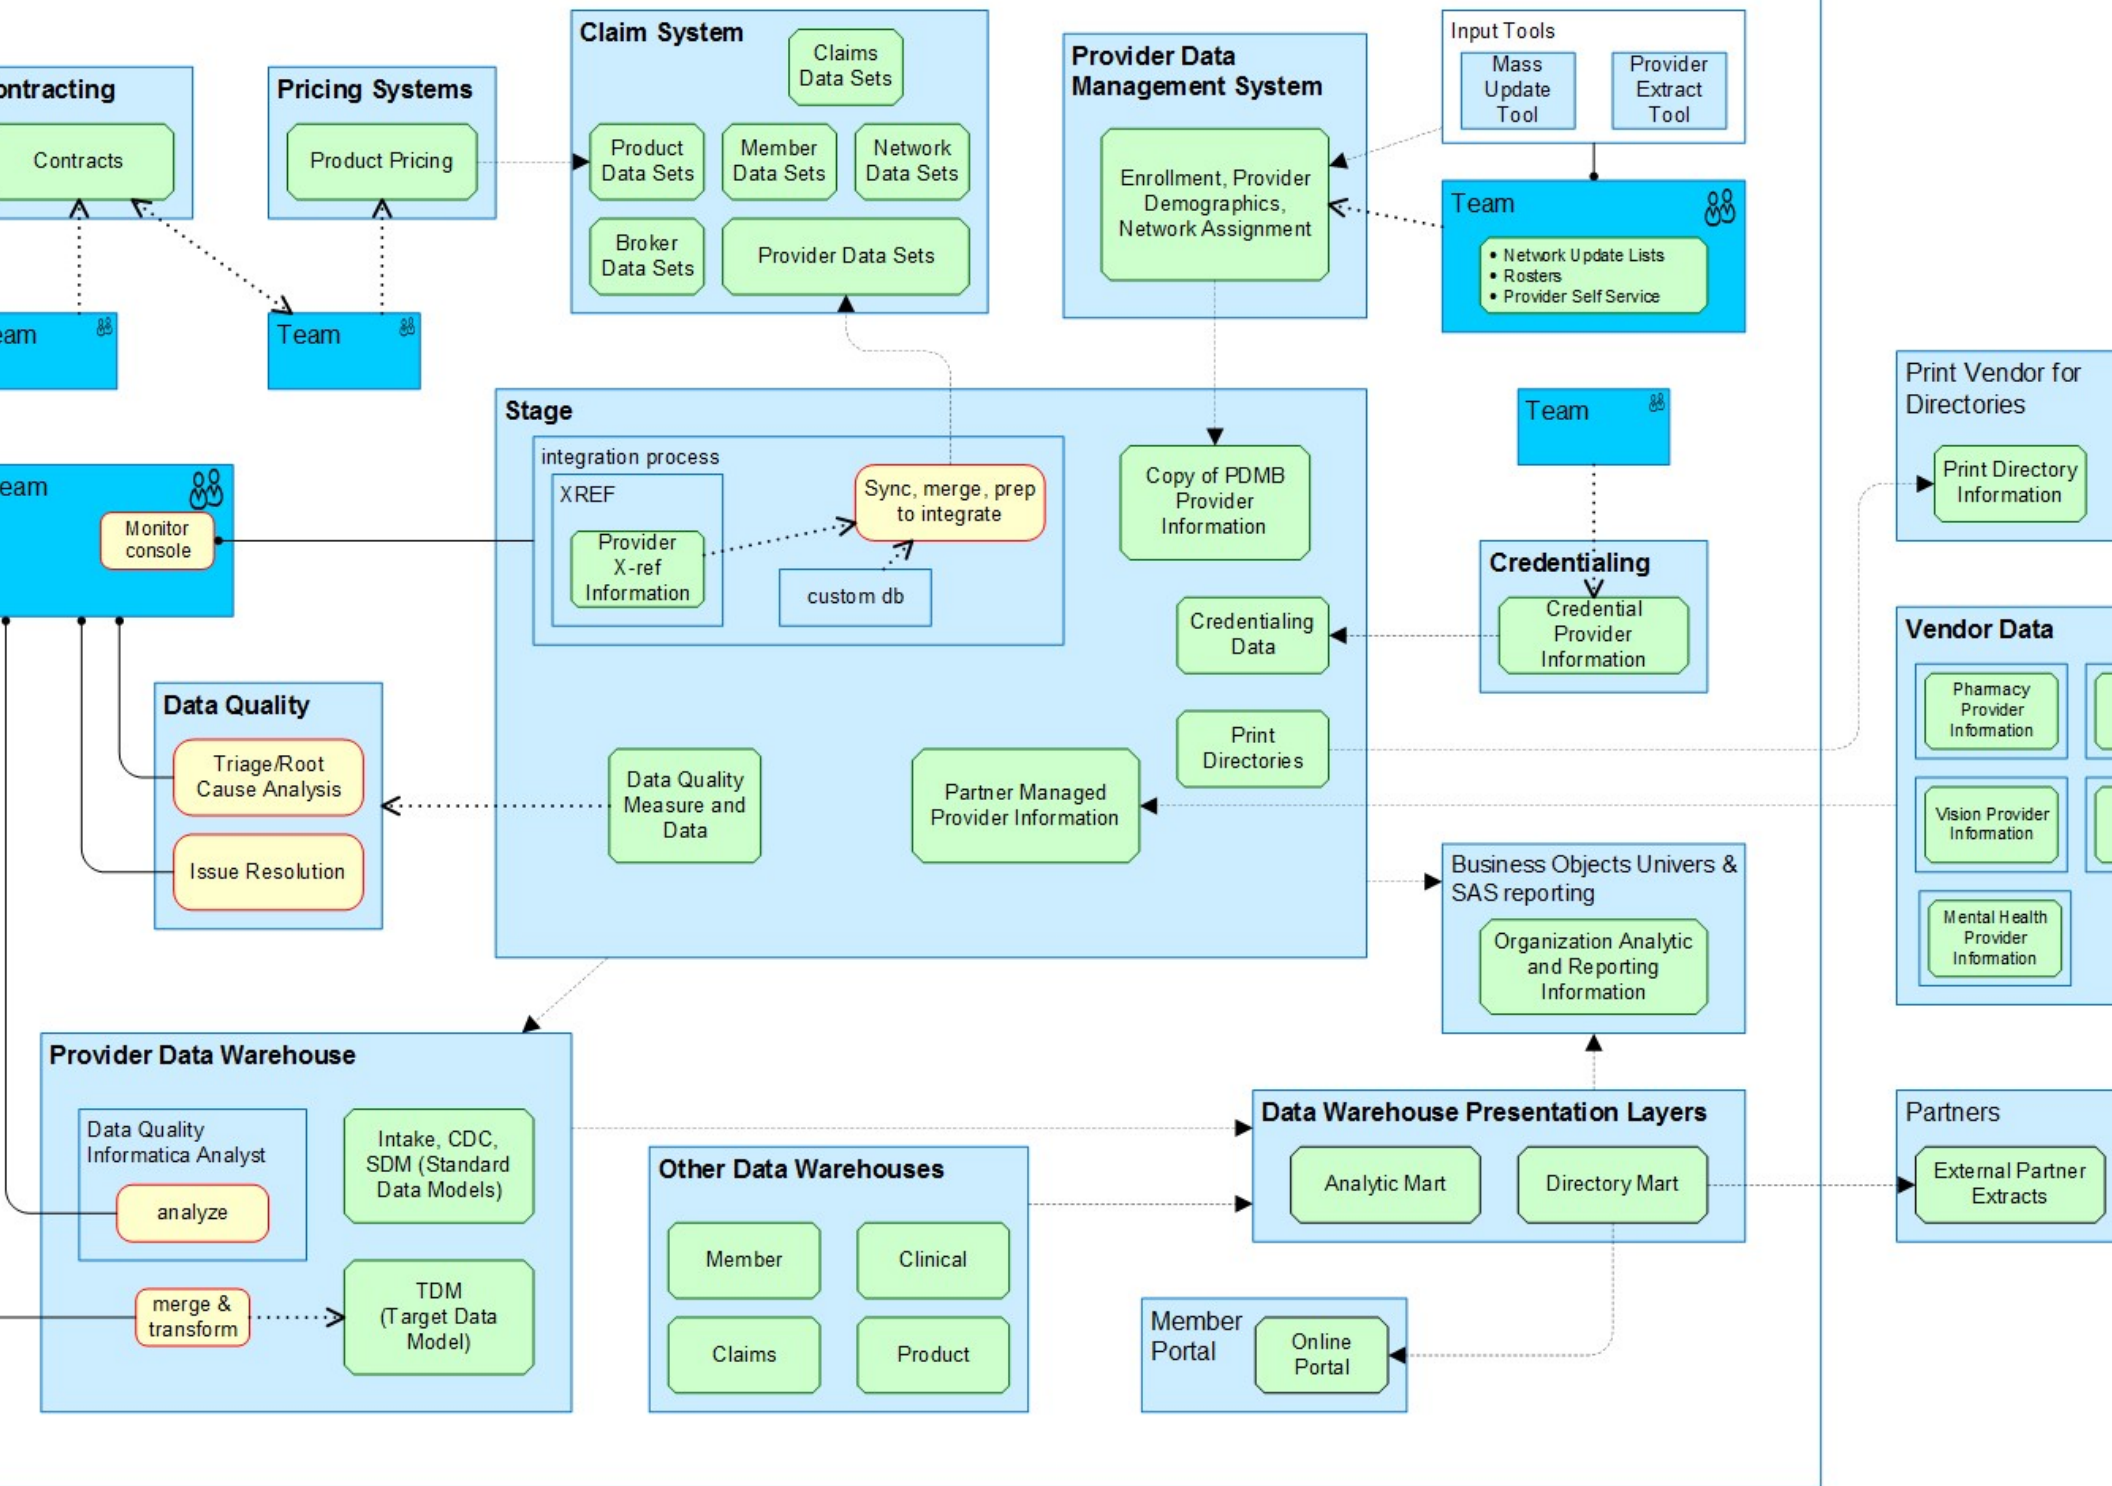 Claim System
Claims
Data Sets
Product
Data Sets
Member
Data Sets
Network
Data Sets
Broker
Data Sets
Provider Data Sets
ontracting
Contracts
Pricing Systems
Product Pricing
eam
Team
Provider Data
Management System
Enrollment, Provider
Demographics,
Network Assignment
Input Tools
Mass
Update
Tool
Provider
Extract
Tool
Team
• Network Update Lists
• Rosters
• Provider Self Service
Print Vendor for
Directories
Print Directory
Information
Stage
integration process
XREF
Provider
X-ref
Information
Sync, merge, prep
to integrate
custom db
Copy of PDMB
Provider
Information
Credentialing
Data
Print
Directories
Data Quality
Measure and
Data
Partner Managed
Provider Information
Team
Credentialing
Credential
Provider
Information
eam
Monitor
console
Data Quality
Triage/Root
Cause Analysis
Issue Resolution
Vendor Data
Pharmacy
Provider
Information
Vision Provider
Information
Mental Health
Provider
Information
Business Objects Univers &
SAS reporting
Organization Analytic
and Reporting
Information
Provider Data Warehouse
Data Quality
Informatica Analyst
analyze
Intake, CDC,
SDM (Standard
Data Models)
merge &
transform
TDM
(Target Data
Model)
Other Data Warehouses
Member
Clinical
Claims
Product
Data Warehouse Presentation Layers
Analytic Mart
Directory Mart
Partners
External Partner
Extracts
Member
Portal
Online
Portal